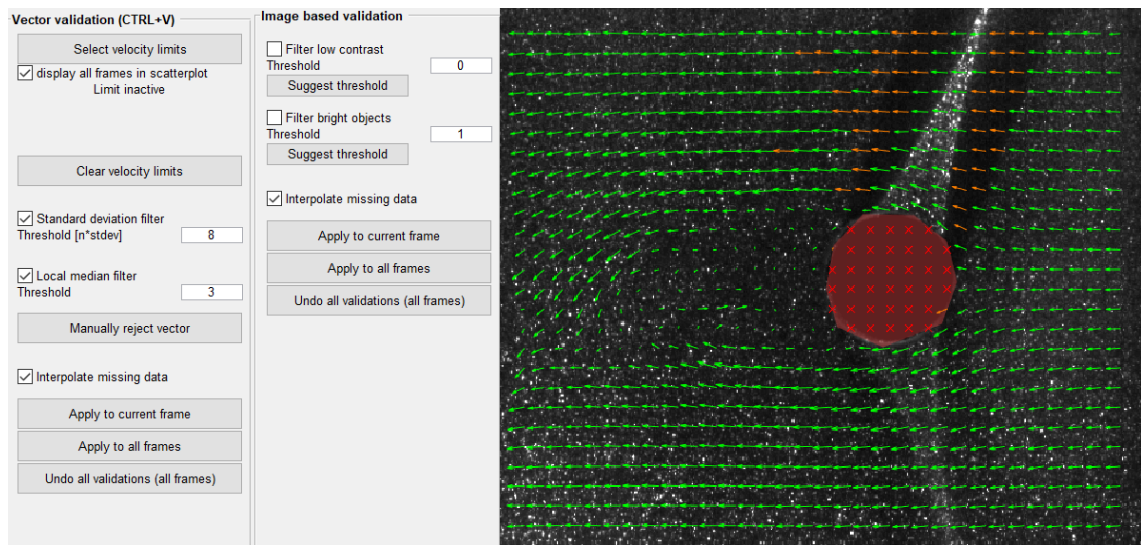 Vector validation (CTRL+V)
Select velocity limits
display all frames in scatterplot
Limit inactive
Clear velocity limits
Standard deviation filter
Threshold [n*stdev]
8
Local median filter
Threshold
3
Manually reject vector
Interpolate missing data
Apply to current frame
Apply to all frames
Undo all validations (all frames)
Image based validation
Filter low contrast
Threshold
0
Suggest threshold
Filter bright objects
Threshold
1
Suggest threshold
Interpolate missing data
Apply to current frame
Apply to all frames
Undo all validations (all frames)